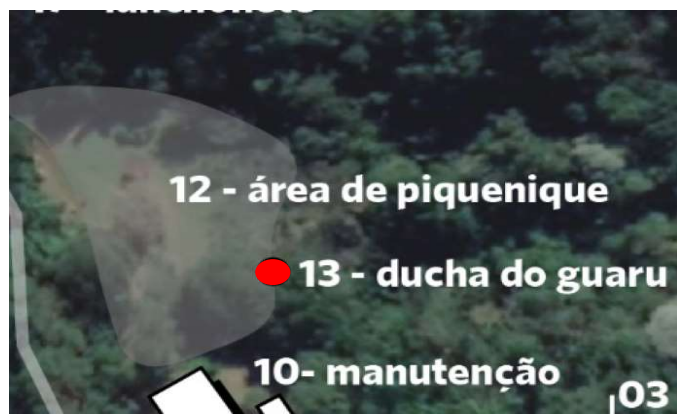 12 - área de piquenique
13 - ducha do guaru
10- manutenção
03